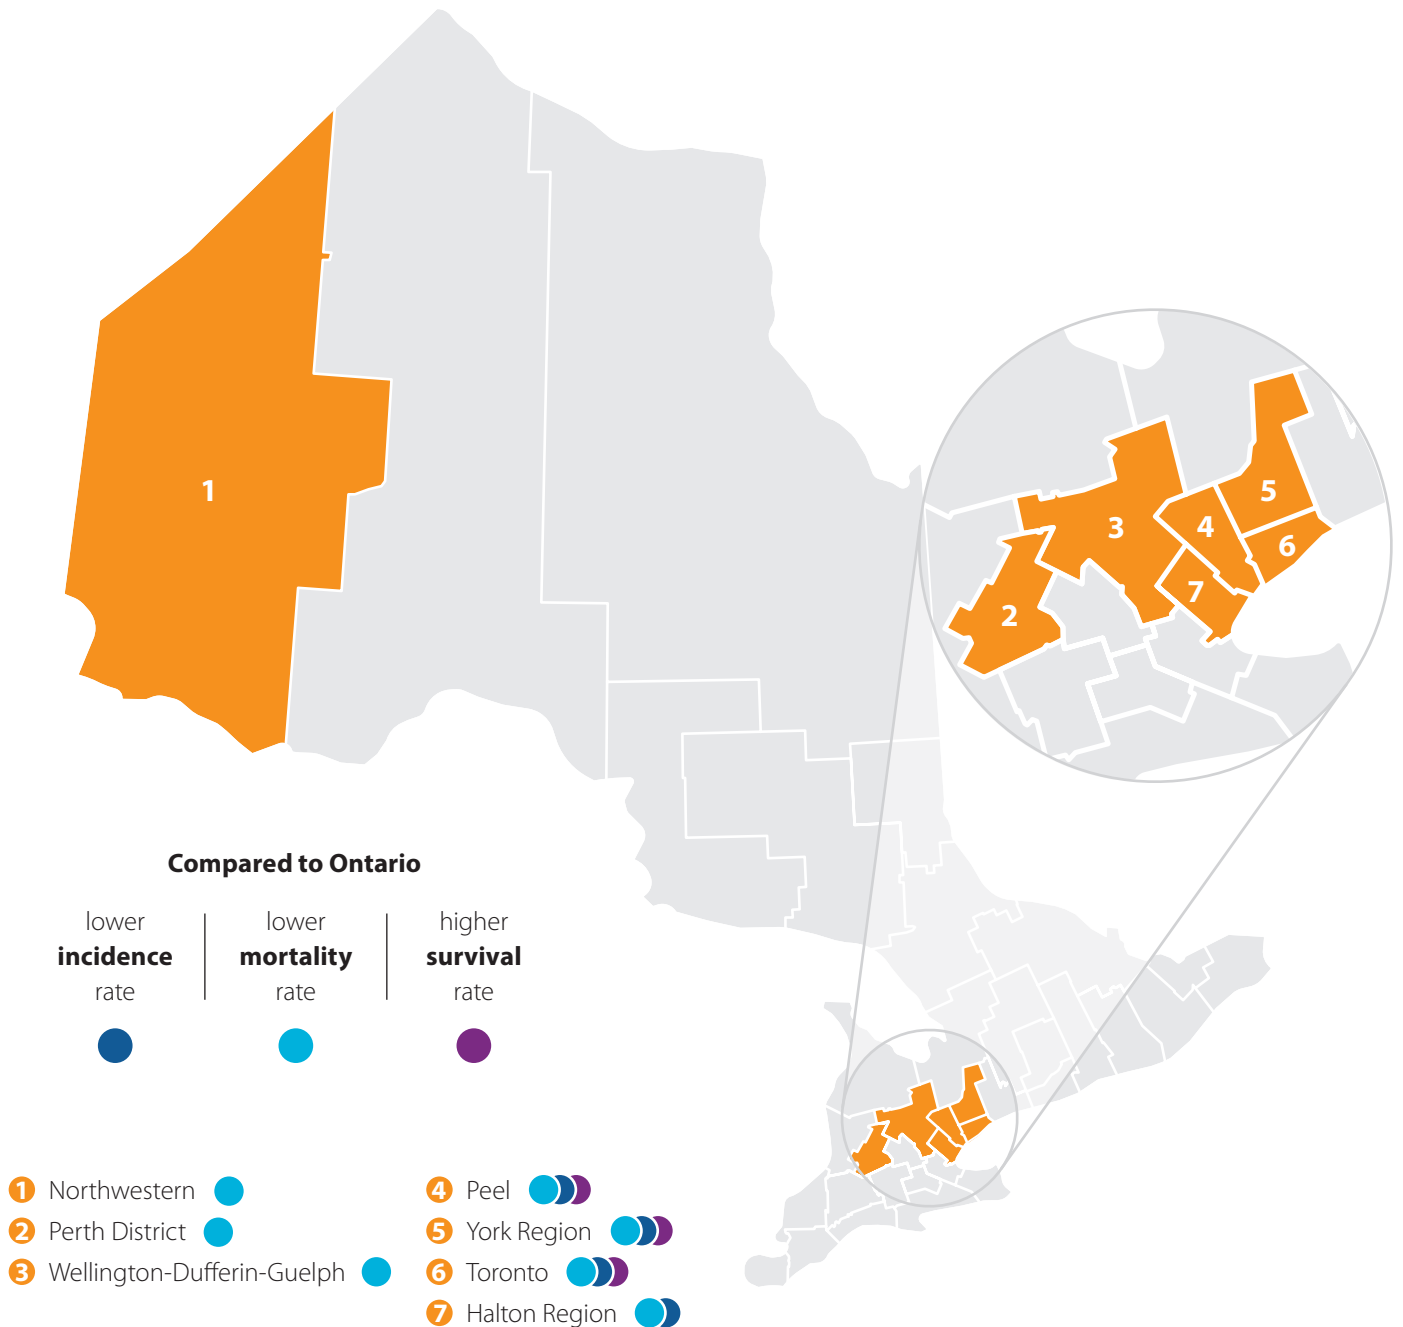 1
3
4
5
6
7
2
Compared to Ontario
lower
incidence
rate
lower
mortality
rate
higher
survival
rate
1 Northwestern
2 Perth District
3 Wellington-Dufferin-Guelph
4 Peel
5 York Region
6 Toronto
7 Halton Region